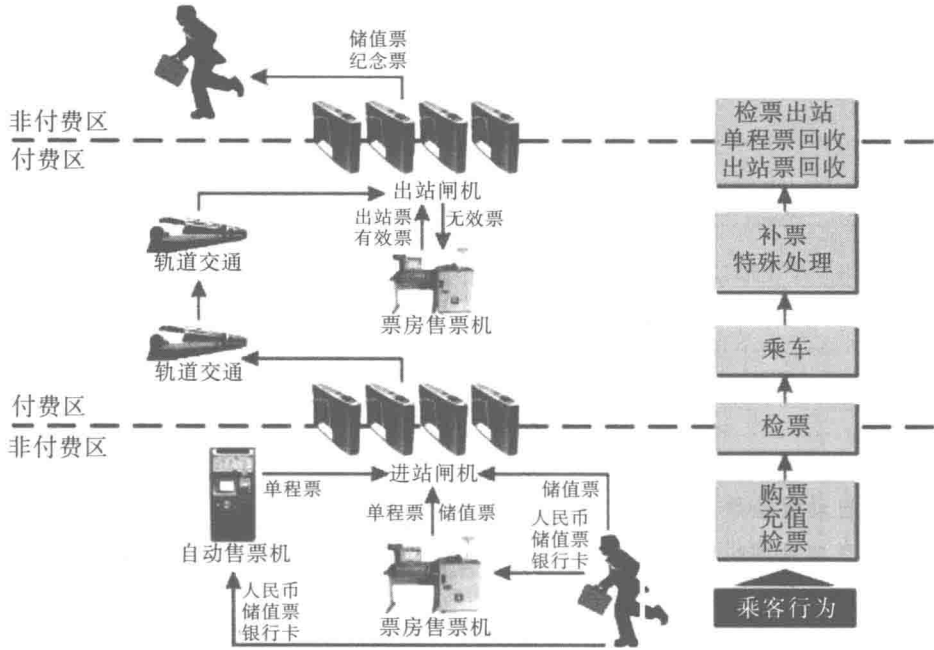 储值票
纪念票
非付费区
付费区
检票出站
单程票回收
出站票回收
出站闸机
出站票
有效票
无效票
轨道交通
补票
特殊处理
票房售票机
轨道交通
乘车
付费区
非付费区
检票
进站闸机
单程票
储值票
单程票
储值票
购票
充值
检票
人民币
储值票
银行卡
自动售票机
人民币
储值票
银行卡
票房售票机
乘客行为